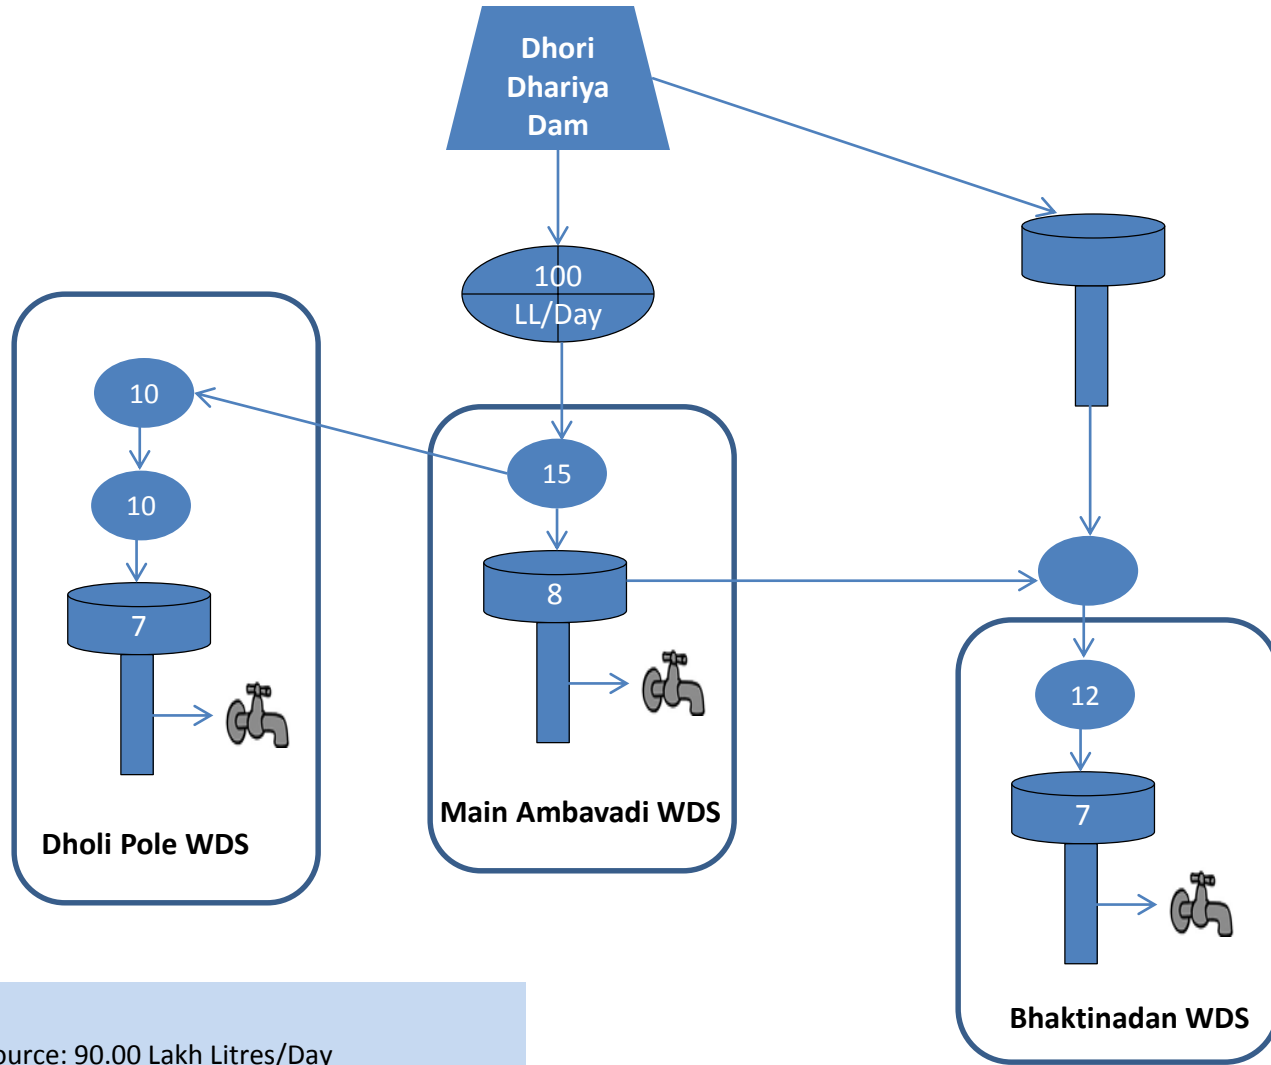 Dhori
Dhariya
Dam
100
LL/Day
10
10
7
Dholi Pole WDS
15
8
Main Ambavadi WDS
12
7
Bhaktinadan WDS
ource: 90.00 Lakh Litres/Day